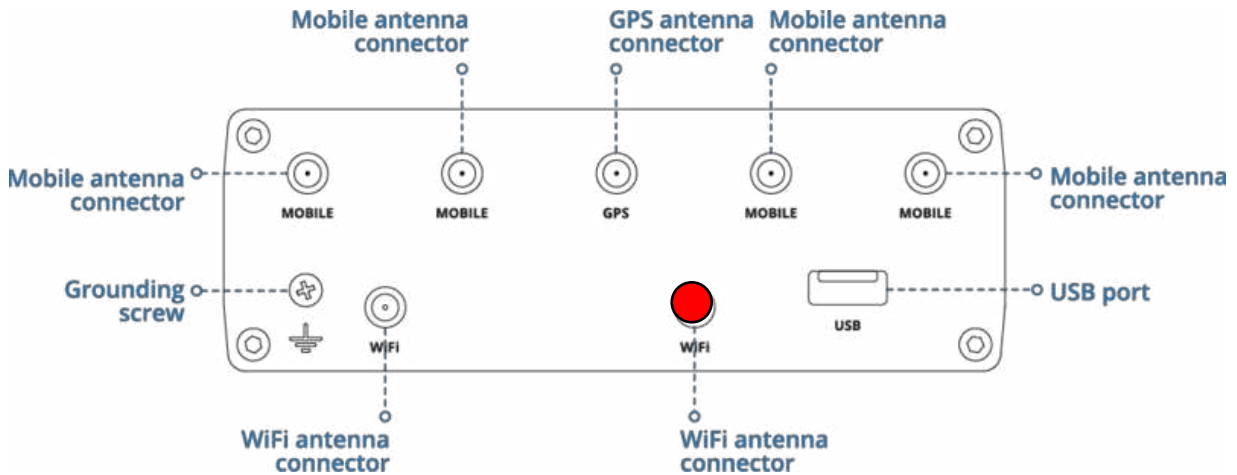 Mobile antenna
connector
GPS antenna
connector
Mobile antenna
connector
Mobile antenna
connector
Mobile antenna
connector
MOBILE
MOBILE
GPS
MOBILE
MOBILE
Grounding
screw
USB port
USB
WiFi
WiFi
WiFi antenna
connector
WiFi antenna
connector